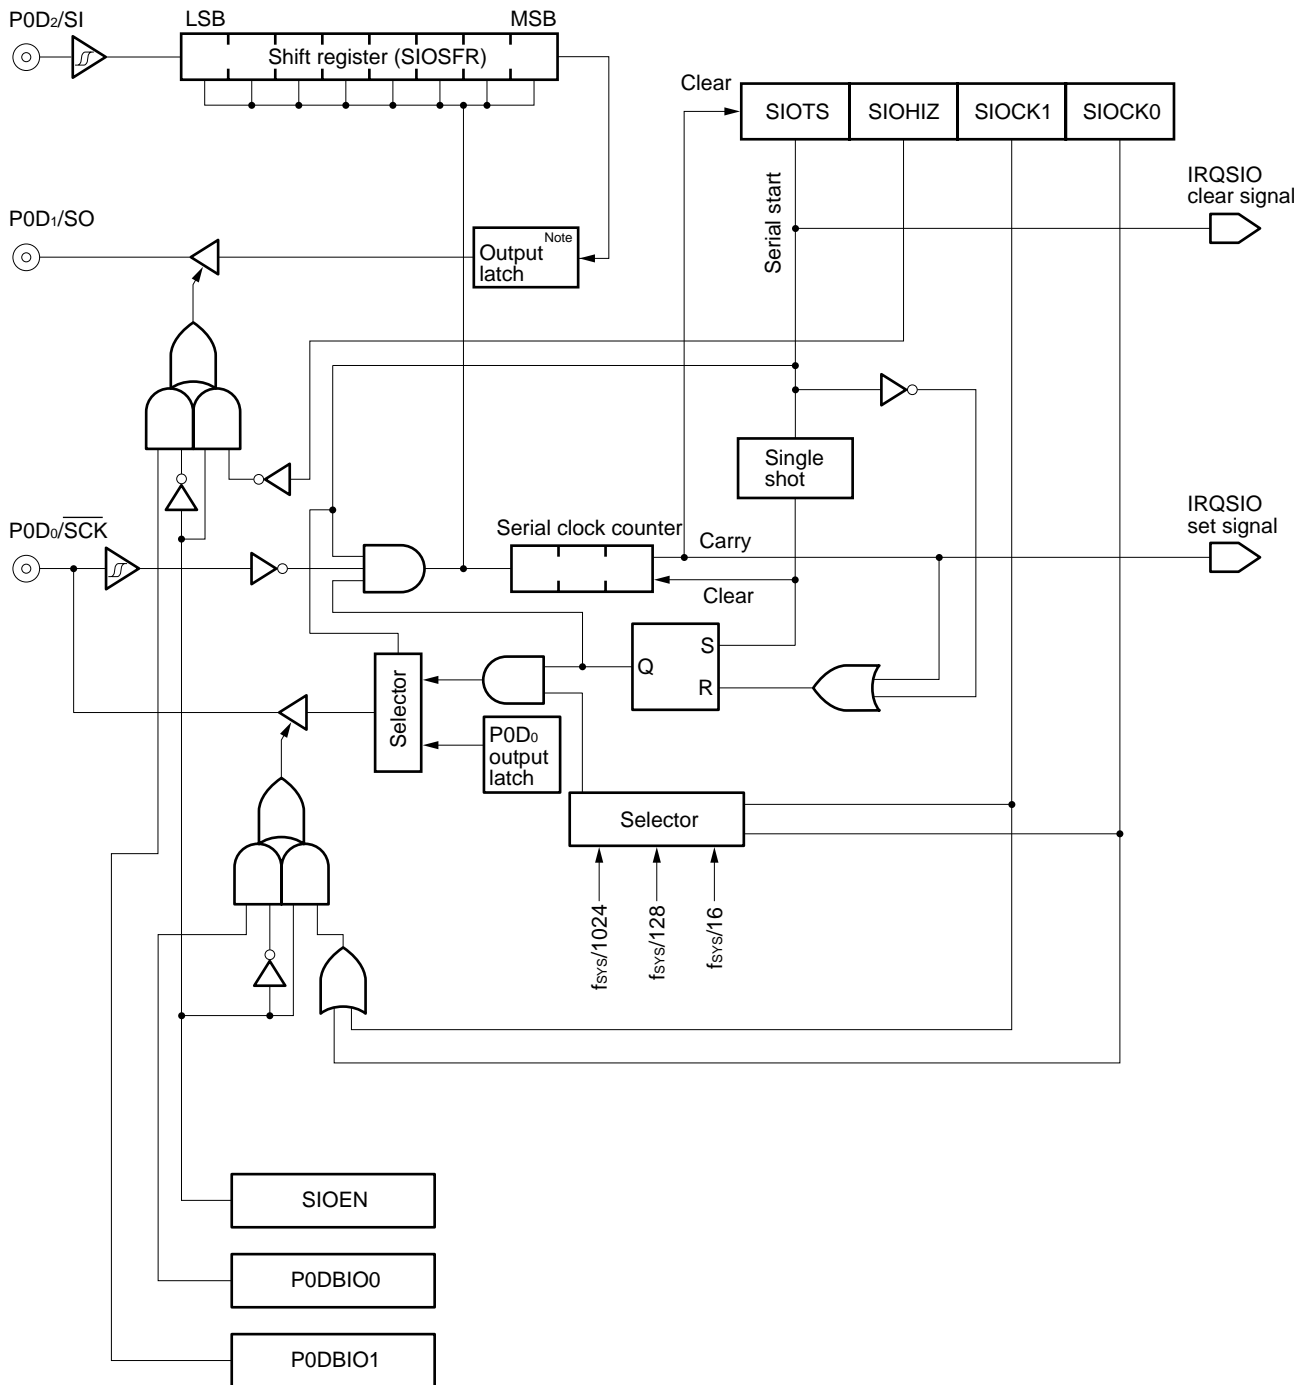 P0D₂/SI
LSB
MSB
Shift register (SIOSFR)
Clear
SIOTS
SIOHIZ
SIOCK1
SIOCK0
IRQSIO
clear signal
Serial start
P0D₁/SO
Note
Output
latch
Single
shot
P0D₀/S̅C̅K̅
Serial clock counter
Carry
Clear
IRQSIO
set signal
S
Q
R
Selector
P0D₀
output
latch
Selector
fSYS/1024
fSYS/128
fSYS/16
SIOEN
P0DBIO0
P0DBIO1